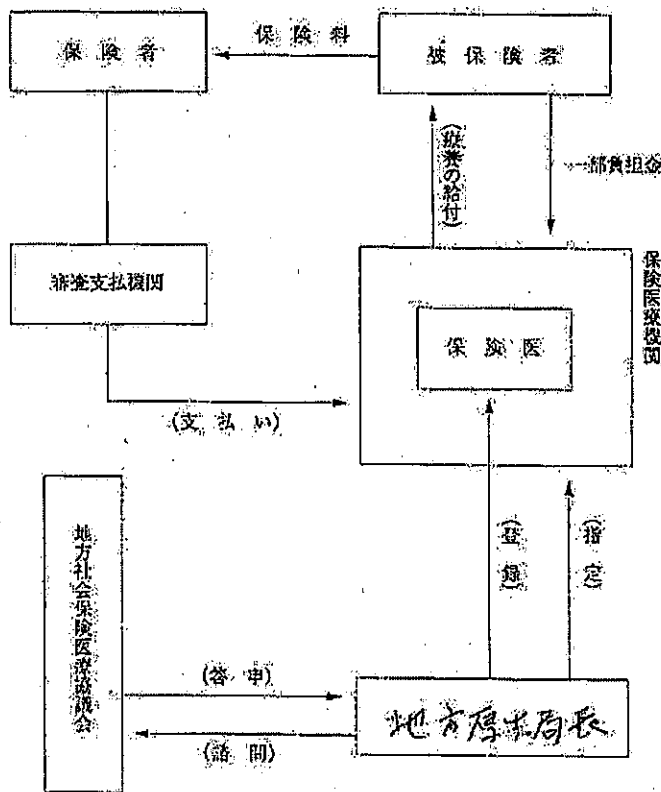 保険者
保険料
被保険者
(療養の給付)
一部負担金
審査支払機関
保険医療機関
保険医
(支払い)
地方社会保険医療協議会
(登録)
(指定)
(答申)
地方厚生局長
(諮問)